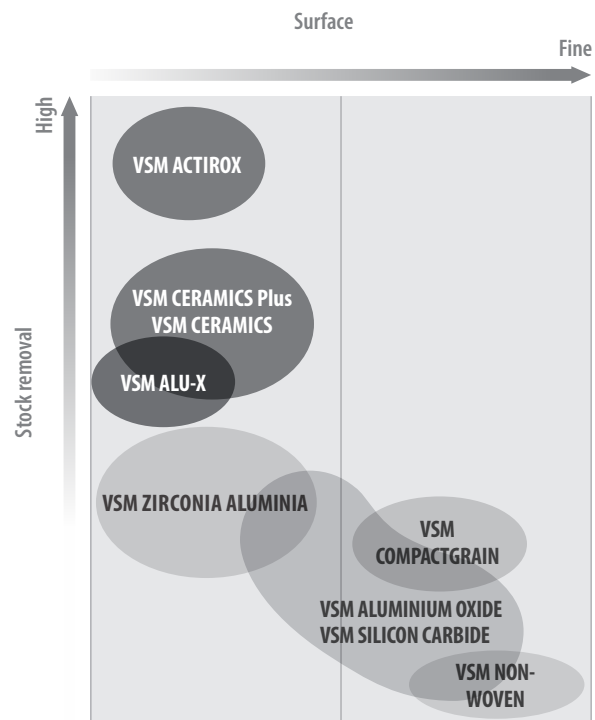 Surface
Fine
High
Stock removal
VSM ACTIROX
VSM CERAMICS Plus
VSM CERAMICS
VSM ALU-X
VSM ZIRCONIA ALUMINIA
VSM
COMPACTGRAIN
VSM ALUMINIUM OXIDE
VSM SILICON CARBIDE
VSM NON-
WOVEN